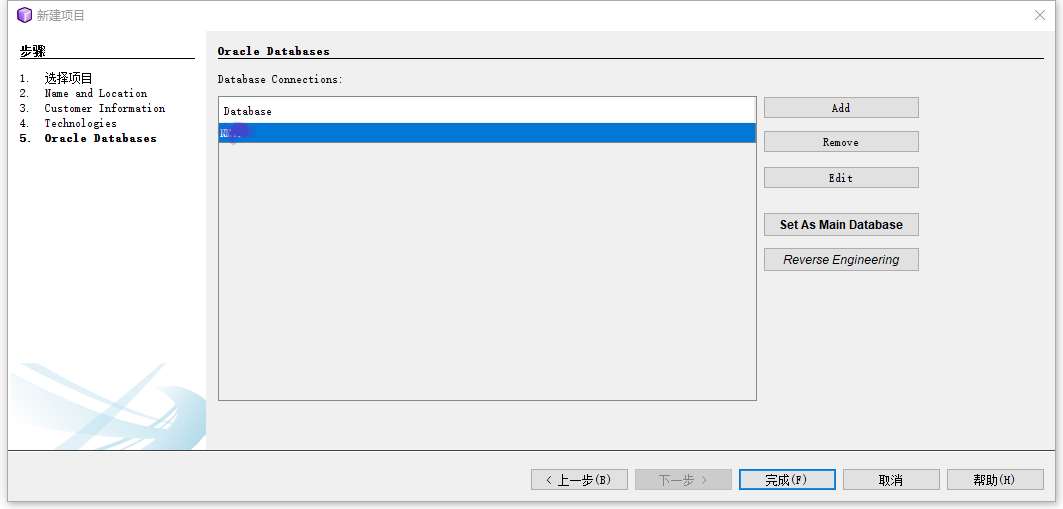 新建项目
步骤
1. 选择项目
2. Name and Location
3. Customer Information
4. Technologies
5. Oracle Databases
Oracle Databases
Database Connections:
Database
Add
Remove
Edit
Set As Main Database
Reverse Engineering
< 上一步(B)
下一步 >
完成(F)
取消
帮助(H)